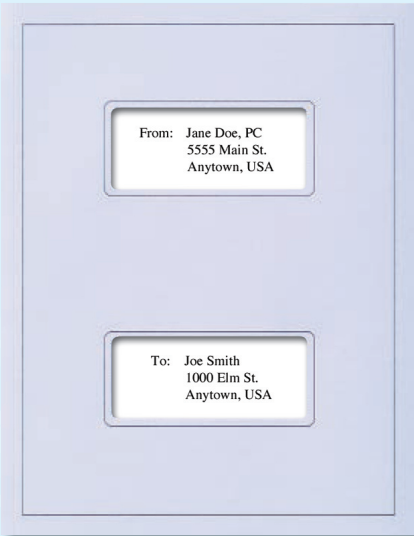 From: Jane Doe, PC
5555 Main St.
Anytown, USA
To: Joe Smith
1000 Elm St.
Anytown, USA